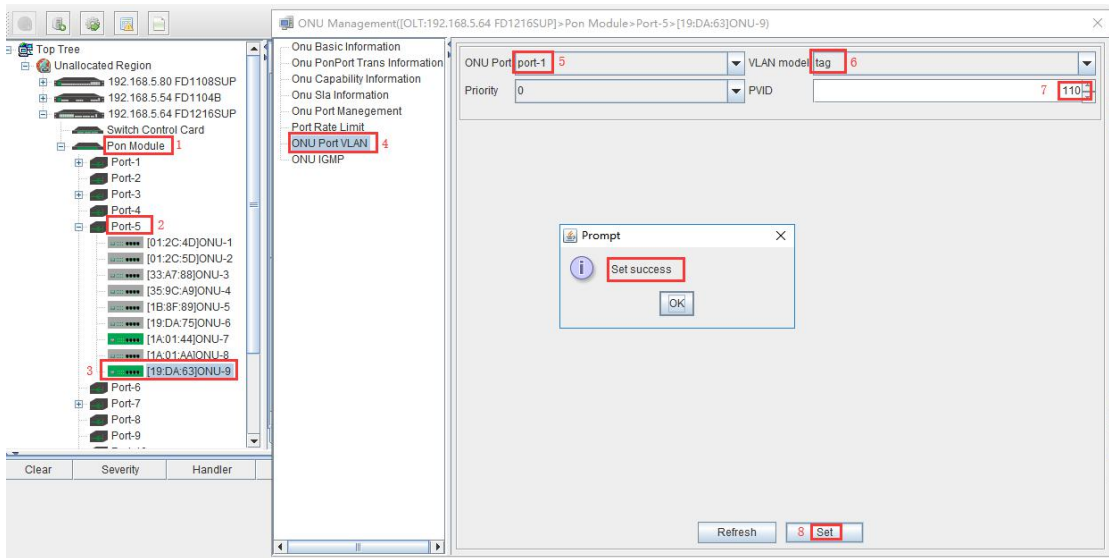 ONU Management([OLT:192.168.5.64 FD1216SUP]>Pon Module>Port-5>[19:DA:63]ONU-9)
Top Tree
Unallocated Region
192.168.5.80 FD1108SUP
192.168.5.54 FD1104B
192.168.5.64 FD1216SUP
Switch Control Card
Pon Module 1
Port-1
Port-2
Port-3
Port-4
Port-5 2
[01:2C:4D]ONU-1
[01:2C:5D]ONU-2
[33:A7:88]ONU-3
[35:9C:A9]ONU-4
[1B:8F:89]ONU-5
[19:DA:75]ONU-6
[1A:01:44]ONU-7
[1A:01:AA]ONU-8
3 [19:DA:63]ONU-9
Port-6
Port-7
Port-8
Port-9
Clear Severity Handler
Onu Basic Information
Onu PonPort Trans Information
Onu Capability Information
Onu Sla Information
Onu Port Manegement
Port Rate Limit
ONU Port VLAN 4
ONU IGMP
ONU Port port-1 5 VLAN model tag 6
Priority 0 PVID 7 110
Prompt
Set success
OK
Refresh 8 Set